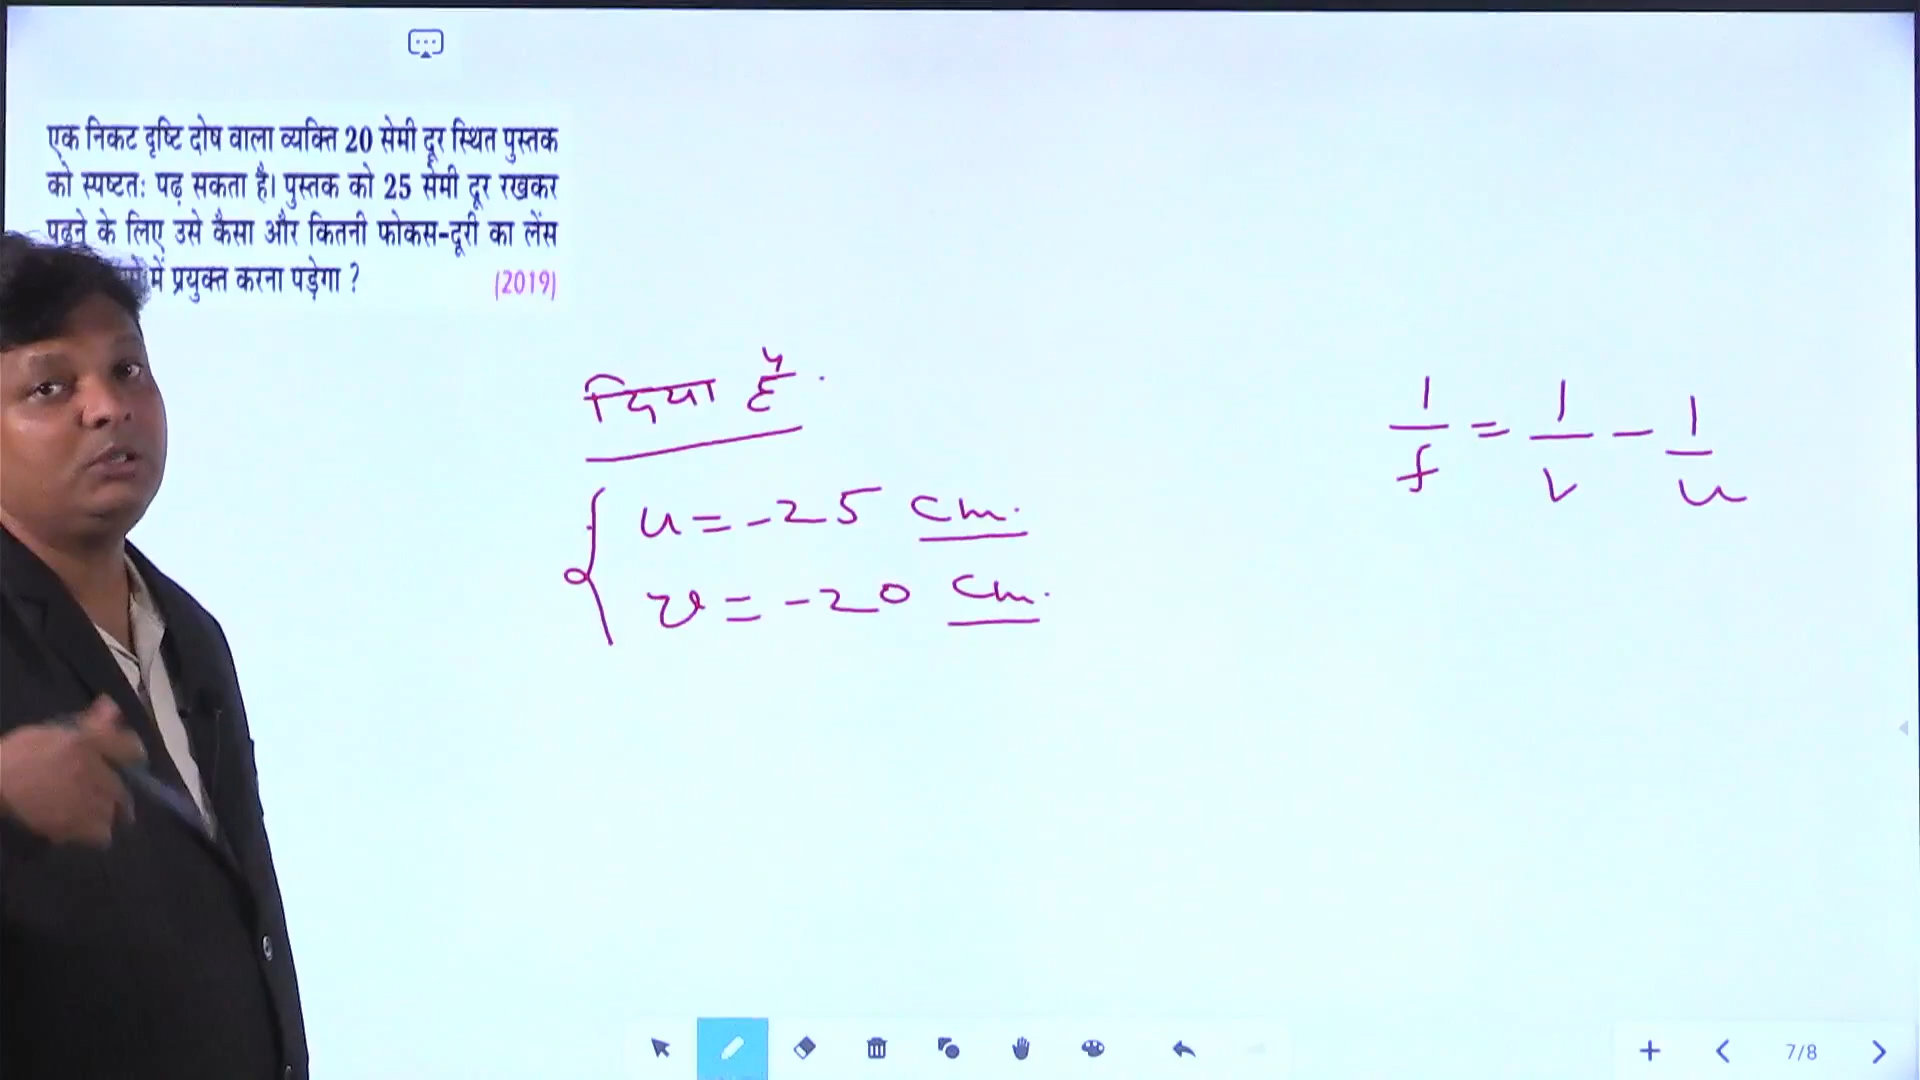 एक निकट दृष्टि दोष वाला व्यक्ति 20 सेमी दूर स्थित पुस्तक
को स्पष्टतः पढ़ सकता है। पुस्तक को 25 सेमी दूर रखकर
पढ़ने के लिए उसे कैसा और कितनी फोकस-दूरी का लेंस
में प्रयुक्त करना पड़ेगा ? (2019)
दिया है.
u = -25 cm.
v = -20 cm.
1/f = 1/v - 1/u
7/8